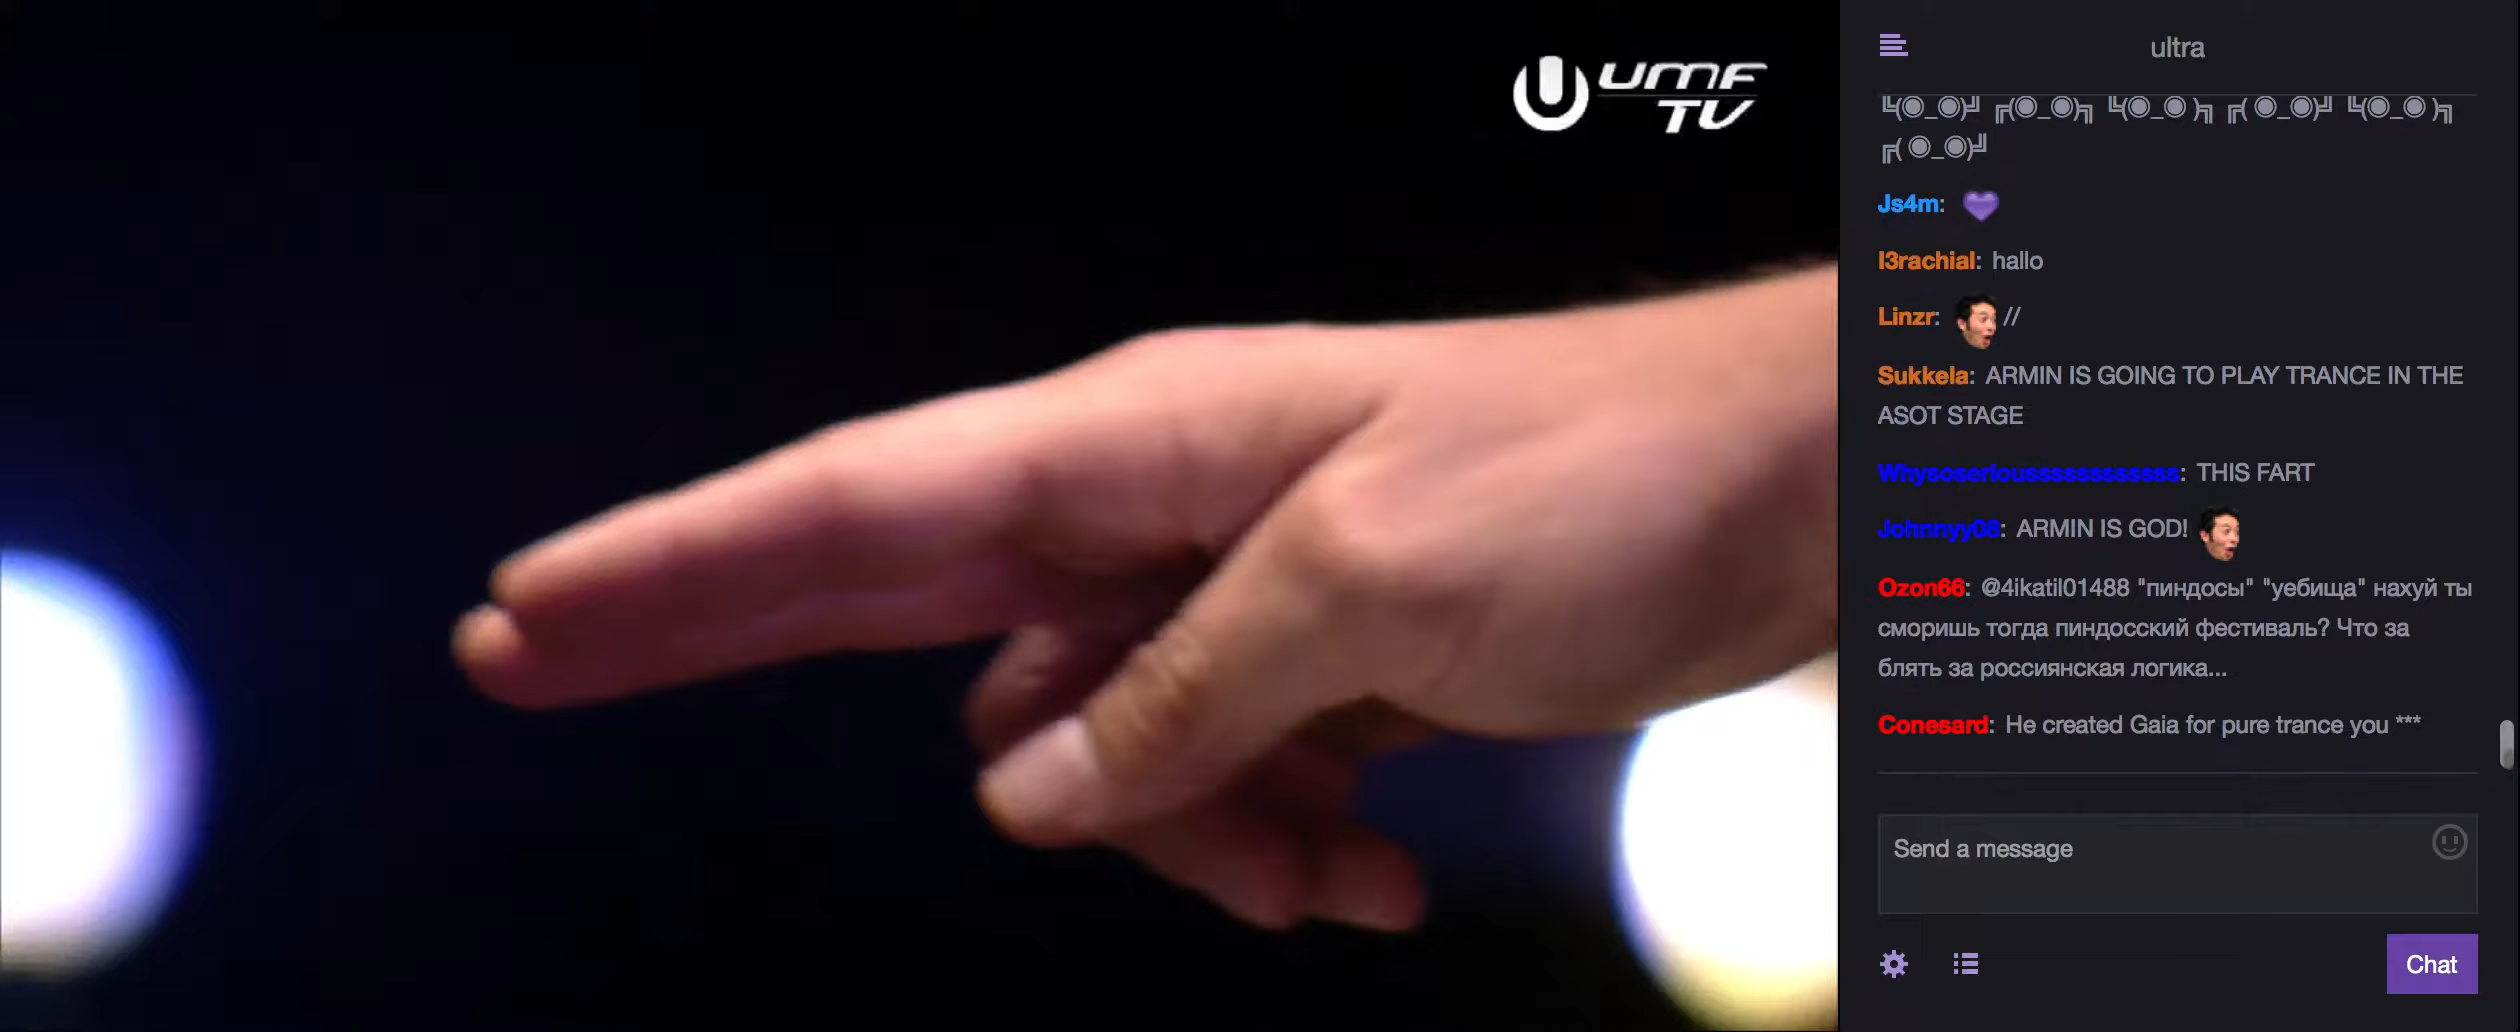 UMF
TV
ultra
╚(◉_◉)╝ ╔(◉_◉)╗ ╚(◉_◉ )╗ ╔( ◉_◉)╝ ╚(◉_◉ )╗
╔( ◉_◉)╝
Js4m:
I3rachial: hallo
Linzr: //
Sukkela: ARMIN IS GOING TO PLAY TRANCE IN THE
ASOT STAGE
Whysoseriousssssssssssss: THIS FART
Johnnyy08: ARMIN IS GOD!
Ozon66: @4ikatil01488 "пиндосы" "уебища" нахуй ты
сморишь тогда пиндосский фестиваль? Что за
блять за россиянская логика...
Conesard: He created Gaia for pure trance you ***
Send a message
Chat